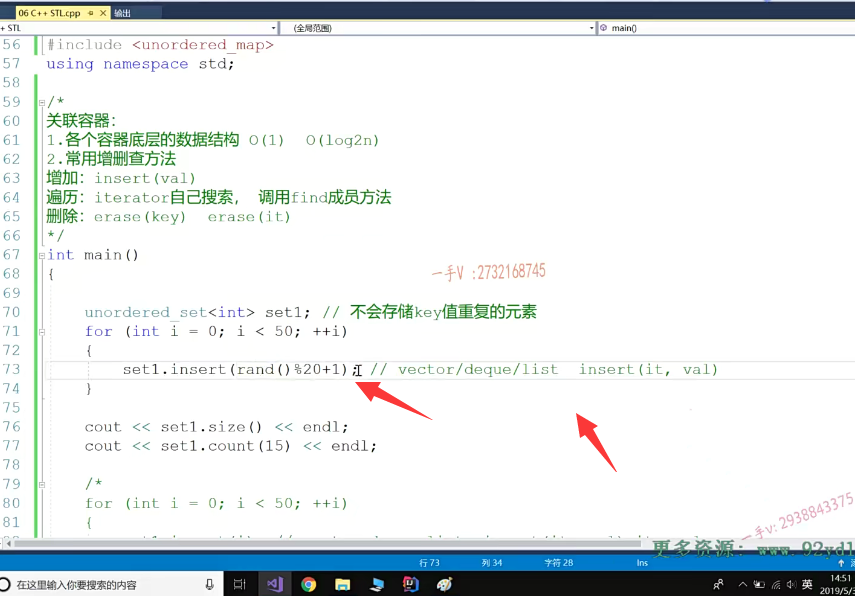 06 C++ STL.cpp 输出
+ STL (全局范围) main()
56 #include <unordered_map>
57 using namespace std;
58
59 /*
60 关联容器：
61 1.各个容器底层的数据结构 O(1) O(log2n)
62 2.常用增删查方法
63 增加：insert(val)
64 遍历：iterator自己搜索， 调用find成员方法
65 删除：erase(key) erase(it)
66 */
67 int main()
68 {
一手V :2732168745
69
70 unordered_set<int> set1; // 不会存储key值重复的元素
71 for (int i = 0; i < 50; ++i)
72 {
73 set1.insert(rand()%20+1); // vector/deque/list insert(it, val)
74 }
75
76 cout << set1.size() << endl;
77 cout << set1.count(15) << endl;
78
79 /*
80 for (int i = 0; i < 50; ++i)
81 {
一手v: 2938843375
更多资源: www.92yd1
行 73 列 34 字符 28 Ins
在这里输入你要搜索的内容
英
14:51
2019/5/